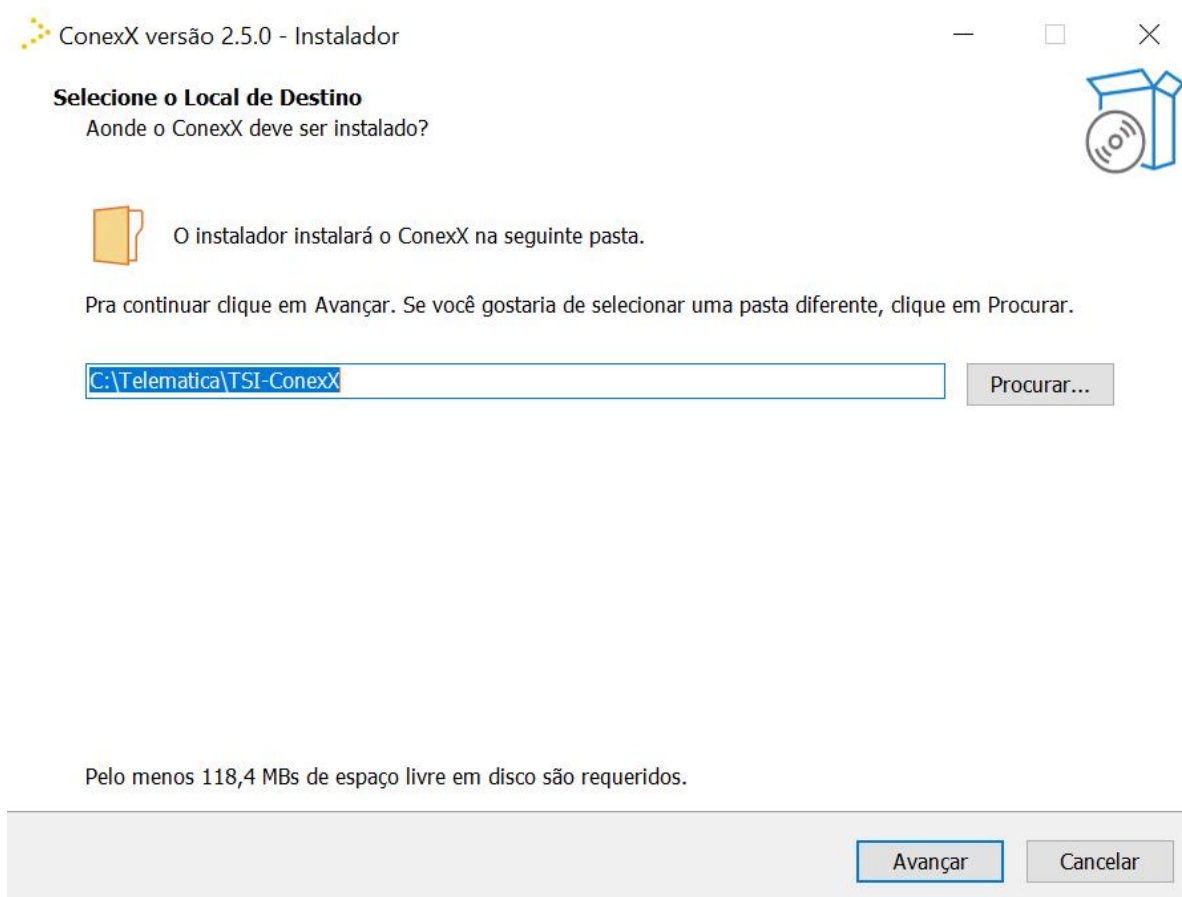 ConexX versão 2.5.0 - Instalador
Selecione o Local de Destino
Aonde o ConexX deve ser instalado?
O instalador instalará o ConexX na seguinte pasta.
Pra continuar clique em Avançar. Se você gostaria de selecionar uma pasta diferente, clique em Procurar.
C:\Telematica\TSI-ConexX
Procurar...
Pelo menos 118,4 MBs de espaço livre em disco são requeridos.
Avançar
Cancelar